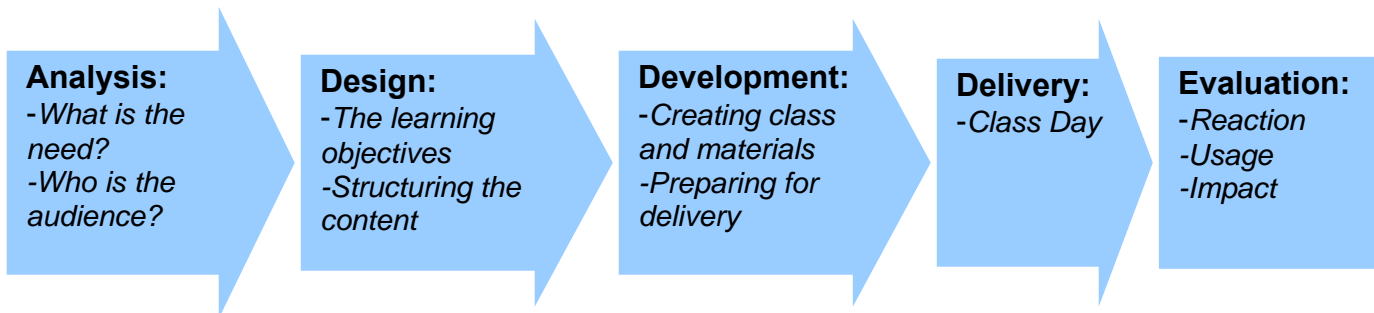 Analysis:
-What is the
need?
-Who is the
audience?
Design:
-The learning
objectives
-Structuring the
content
Development:
-Creating class
and materials
-Preparing for
delivery
Delivery:
-Class Day
Evaluation:
-Reaction
-Usage
-Impact